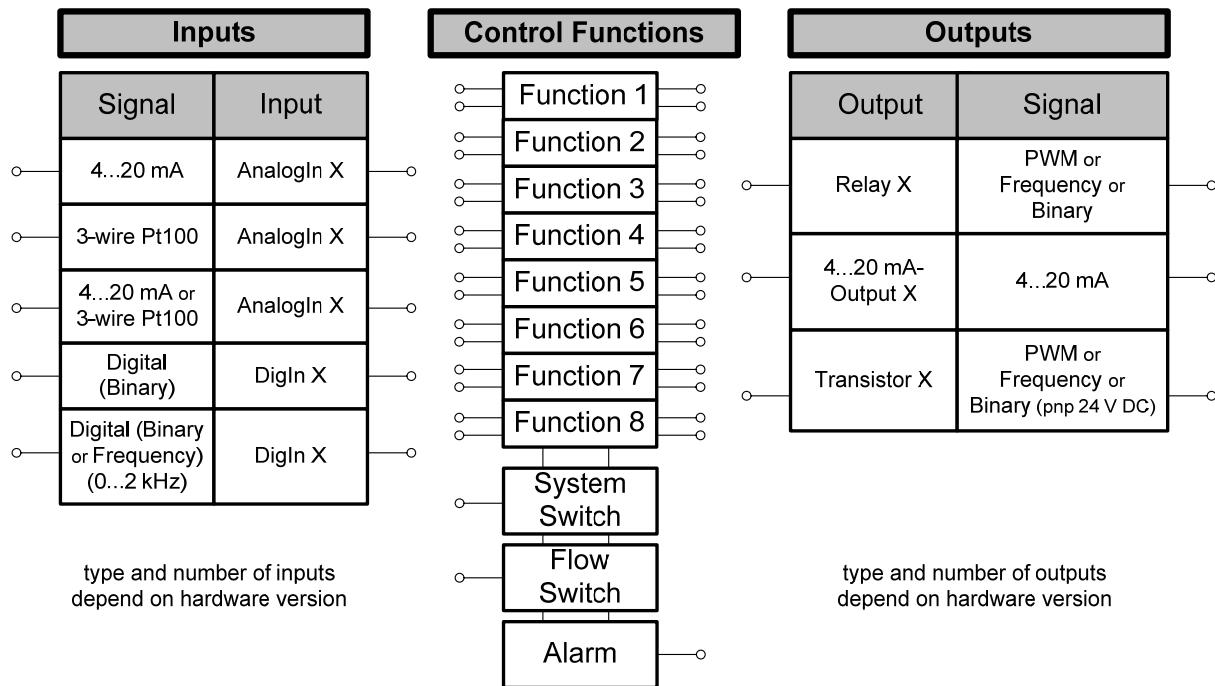 Inputs
Signal
Input
4...20 mA
AnalogIn X
3-wire Pt100
AnalogIn X
4...20 mA or
3-wire Pt100
AnalogIn X
Digital
(Binary)
DigIn X
Digital (Binary
or Frequency)
(0...2 kHz)
DigIn X
type and number of inputs
depend on hardware version
Control Functions
Function 1
Function 2
Function 3
Function 4
Function 5
Function 6
Function 7
Function 8
System
Switch
Flow
Switch
Alarm
Outputs
Output
Signal
Relay X
PWM or
Frequency or
Binary
4...20 mA-
Output X
4...20 mA
Transistor X
PWM or
Frequency or
Binary (pnp 24 V DC)
type and number of outputs
depend on hardware version